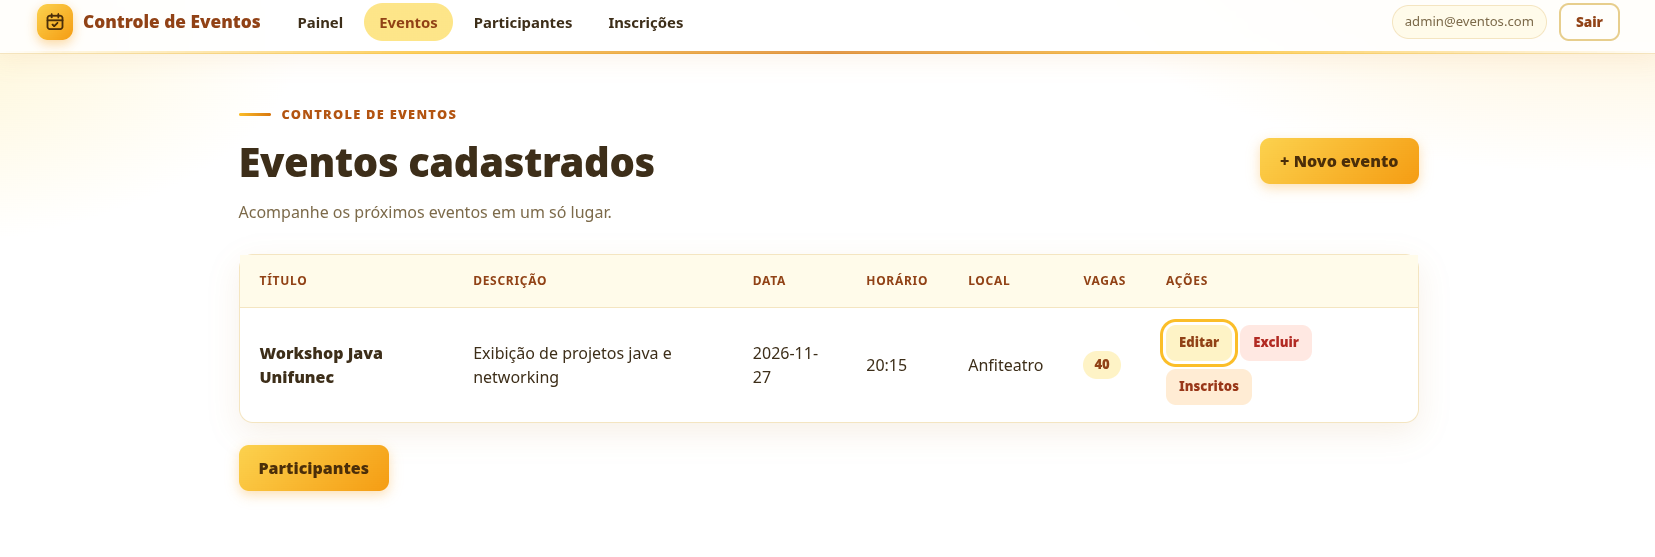 Controle de Eventos
Painel
Eventos
Participantes
Inscrições
admin@eventos.com
Sair
CONTROLE DE EVENTOS
Eventos cadastrados
+ Novo evento
Acompanhe os próximos eventos em um só lugar.
TÍTULO DESCRIÇÃO DATA HORÁRIO LOCAL VAGAS AÇÕES
Workshop Java
Unifunec
Exibição de projetos java e
networking
2026-11-
27
20:15
Anfiteatro
40
Editar
Excluir
Inscritos
Participantes